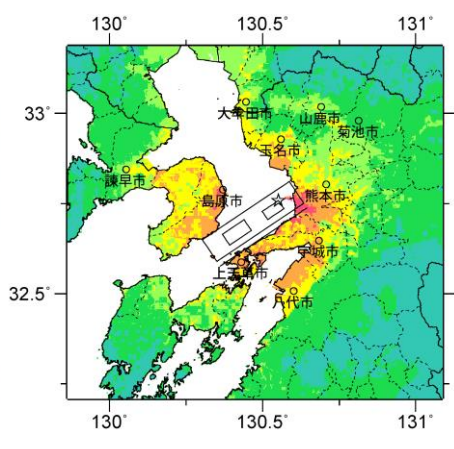 130° 130.5° 131°
33°
大牟田市
山鹿市
菊池市
玉名市
諫早市
島原市
熊本市
宇城市
上天草市
32.5°
八代市
130° 130.5° 131°